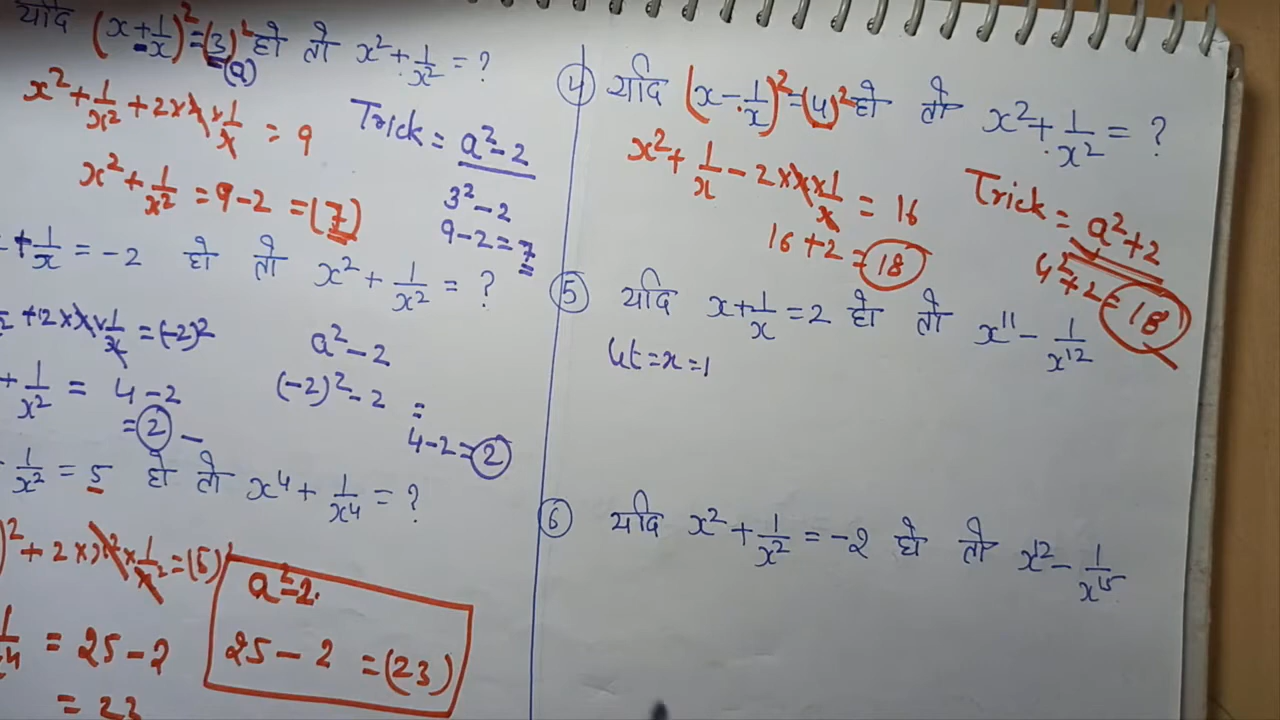 यदि (x+1/x)²=(3)² हो तो x²+1/x²=?
(a)
x²+1/x²+2×x×1/x = 9
Trick = a²-2
x²+1/x² = 9-2 = (7)
3²-2
9-2=7
+1/x = -2 हो तो x²+1/x² = ?
+2×x×1/x = (-2)²
a²-2
+1/x² = 4-2
(-2)²-2 =
= 2
4-2=2
1/x² = 5 हो तो x⁴+1/x⁴ = ?
)²+2×x²×1/x² = (5)
a²-2.
= 25-2
25-2 = (23)
= 23
④ यदि (x-1/x)²=(4)² हो तो x²+1/x² = ?
x²+1/x-2×x×1/x = 16
Trick = a²+2
16+2 = 18
4²+2 = 18
⑤ यदि x+1/x=2 हो तो x¹¹-1/x¹²
let=x=1
⑥ यदि x²+1/x²=-2 हो तो x¹²-1/x¹⁵